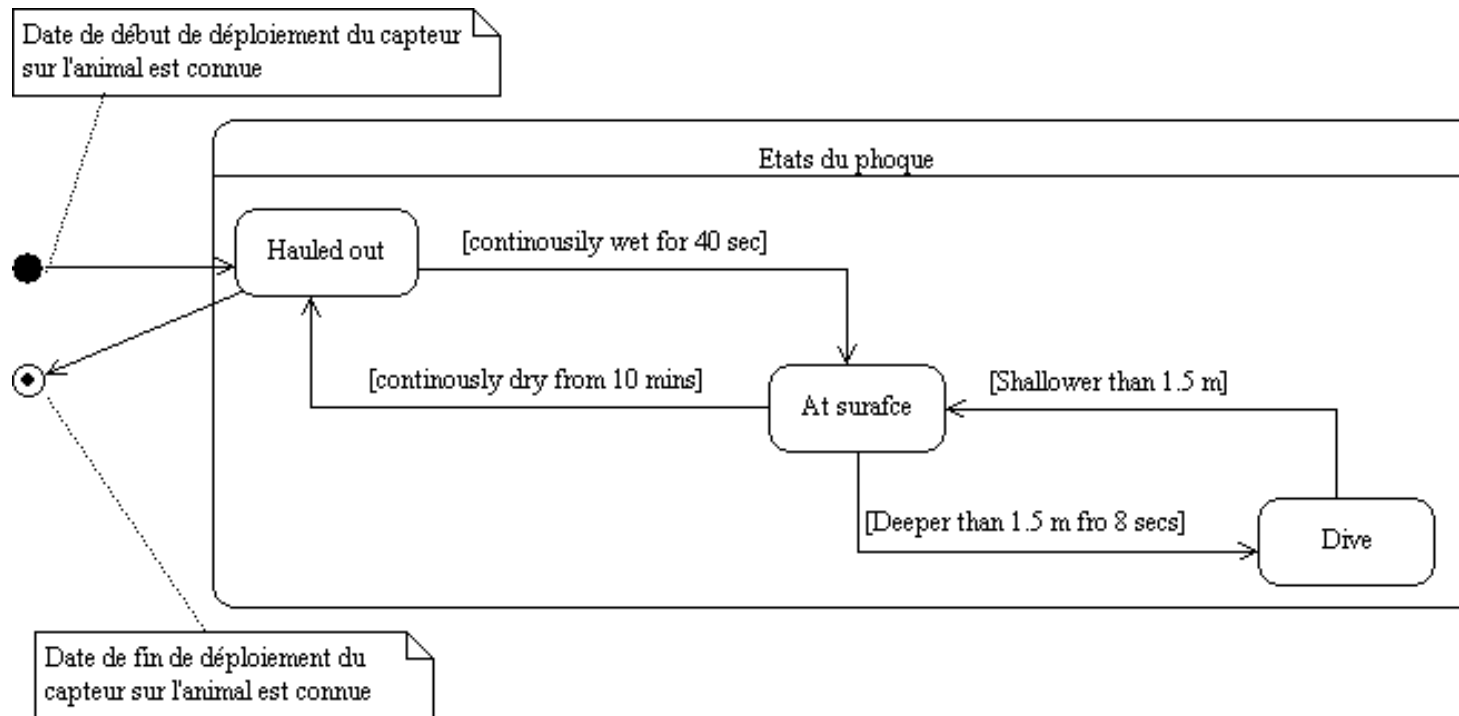 Date de début de déploiement du capteur
sur l'animal est connue
Etats du phoque
Hauled out
[continousily wet for 40 sec]
[continously dry from 10 mins]
At surafce
[Shallower than 1.5 m]
[Deeper than 1.5 m fro 8 secs]
Dive
Date de fin de déploiement du
capteur sur l'animal est connue